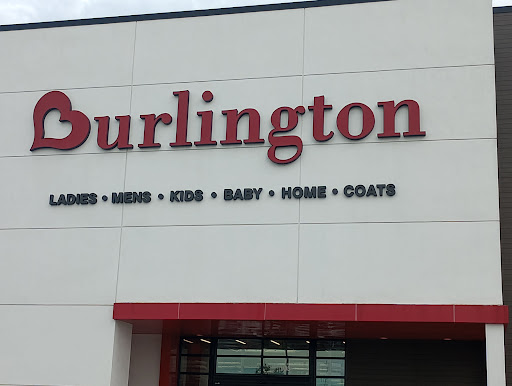 Burlington
LADIES • MENS • KIDS • BABY • HOME • COATS